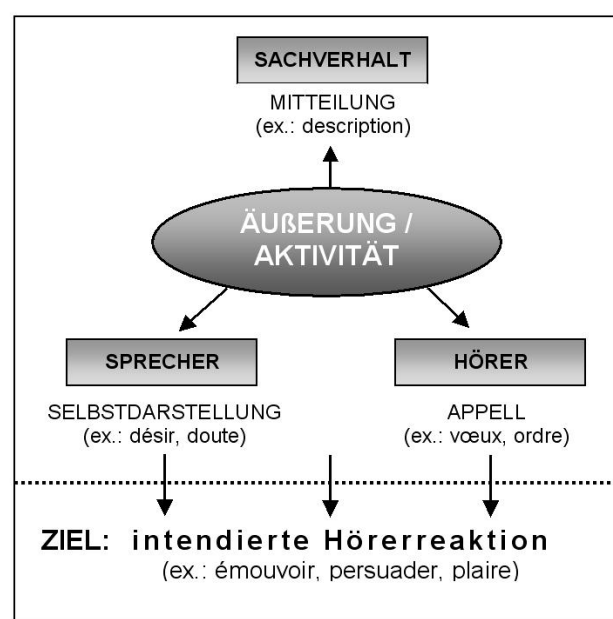 SACHVERHALT
MITTEILUNG
(ex.: description)
ÄUßERUNG /
AKTIVITÄT
SPRECHER
HÖRER
SELBSTDARSTELLUNG
(ex.: désir, doute)
APPELL
(ex.: vœux, ordre)
ZIEL: intendierte Hörerreaktion
(ex.: émouvoir, persuader, plaire)